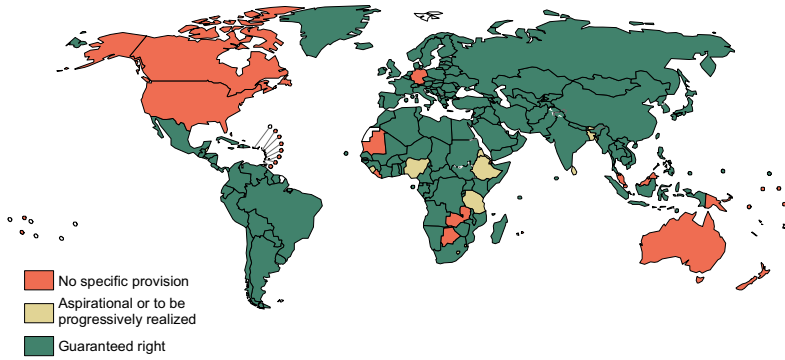 No specific provision
Aspirational or to be
progressively realized
Guaranteed right